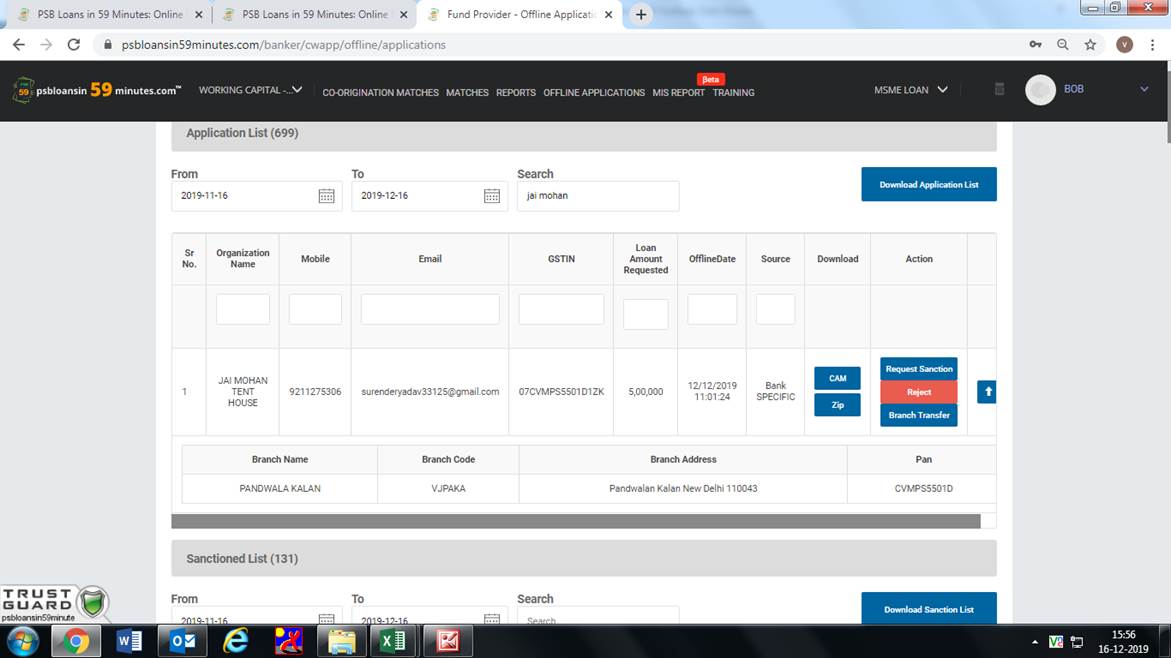 PSB Loans in 59 Minutes: Online
PSB Loans in 59 Minutes: Online
Fund Provider - Offline Applicatio
psbloansin59minutes.com/banker/cwapp/offline/applications
V
psbloansin 59 minutes.com™
WORKING CAPITAL -...
CO-ORIGINATION MATCHES
MATCHES
REPORTS
OFFLINE APPLICATIONS
MIS REPORT
Beta
TRAINING
MSME LOAN
BOB
Application List (699)
From
To
Search
2019-11-16
2019-12-16
jai mohan
Download Application List
Sr No.
Organization Name
Mobile
Email
GSTIN
Loan Amount Requested
OfflineDate
Source
Download
Action
1
JAI MOHAN TENT HOUSE
9211275306
surenderyadav33125@gmail.com
07CVMPS5501D1ZK
5,00,000
12/12/2019 11:01:24
Bank SPECIFIC
CAM
Zip
Request Sanction
Reject
Branch Transfer
Branch Name
Branch Code
Branch Address
Pan
PANDWALA KALAN
VJPAKA
Pandwalan Kalan New Delhi 110043
CVMPS5501D
Sanctioned List (131)
From
To
Search
2019-11-16
2019-12-16
Search
Download Sanction List
TRUST
GUARD
psbloansin59minute
15:56
16-12-2019